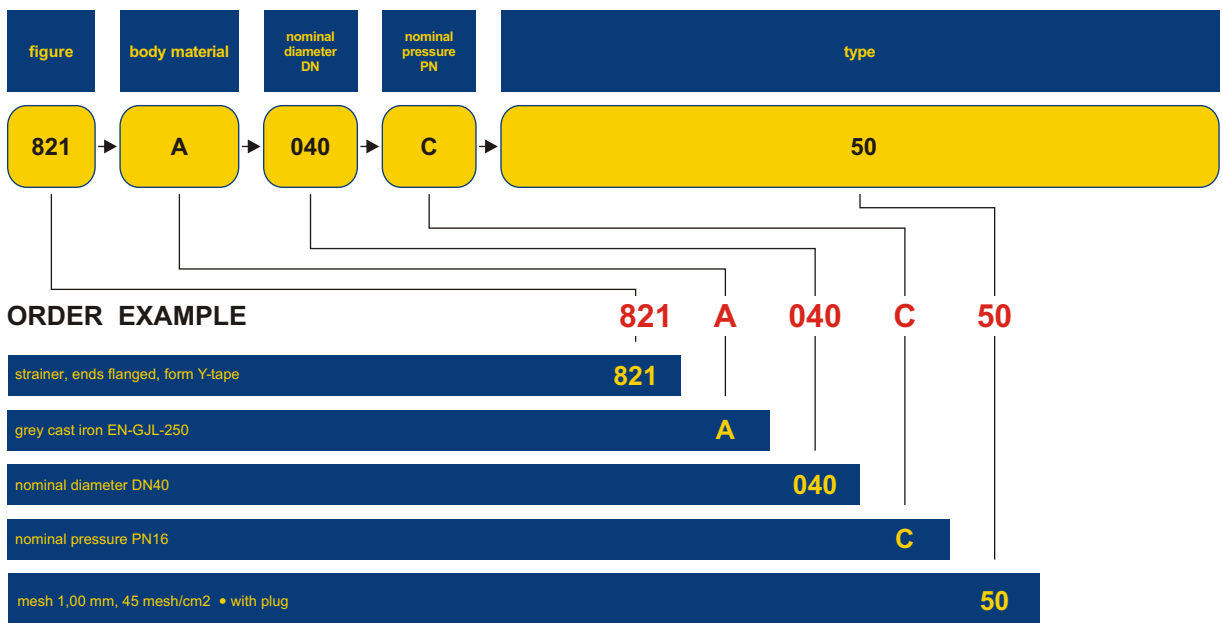 figure
body material
nominal
diameter
DN
nominal
pressure
PN
type
821
A
040
C
50
ORDER EXAMPLE
821 A 040 C 50
strainer, ends flanged, form Y-tape 821
grey cast iron EN-GJL-250 A
nominal diameter DN40 040
nominal pressure PN16 C
mesh 1,00 mm, 45 mesh/cm2 • with plug 50